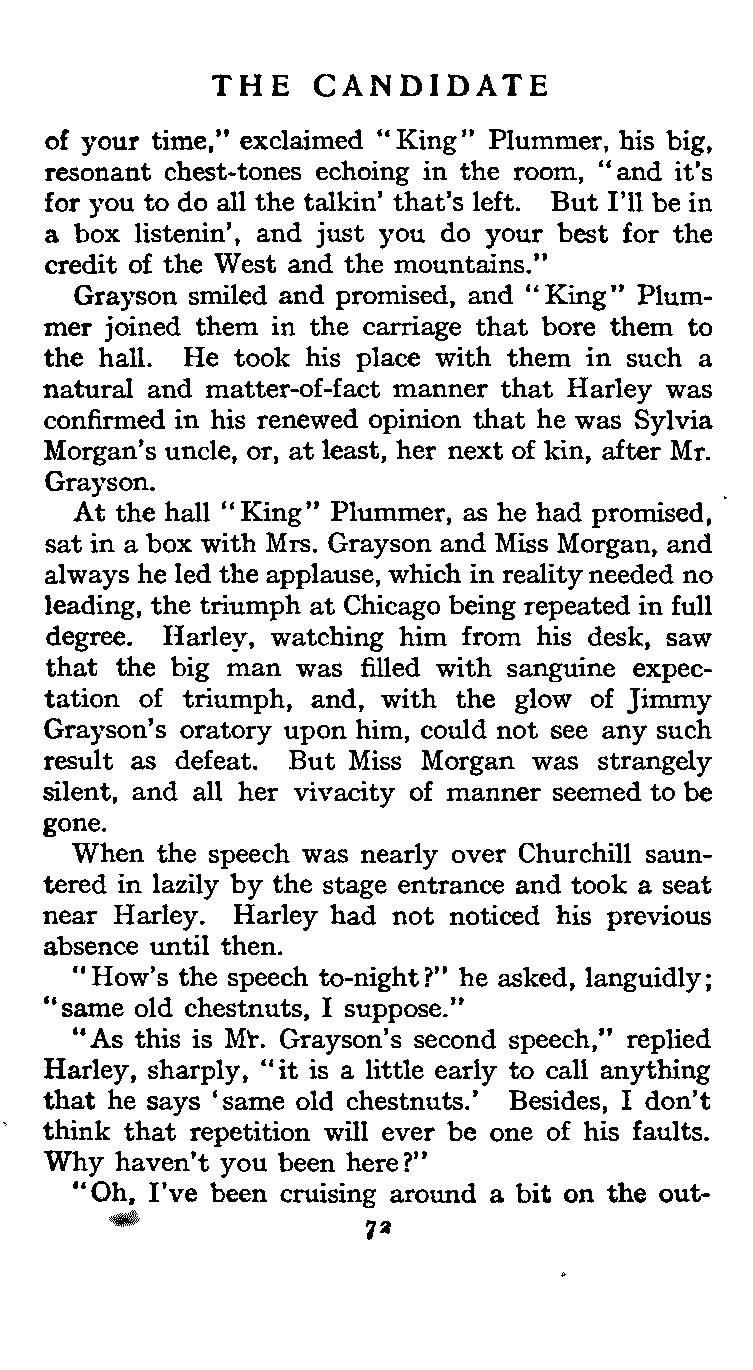 THE CANDIDATE
of your time," exclaimed "King" Plummer, his big,
resonant chest-tones echoing in the room, "and it's
for you to do all the talkin' that's left. But I'll be in
a box listenin', and just you do your best for the
credit of the West and the mountains."
Grayson smiled and promised, and "King" Plum-
mer joined them in the carriage that bore them to
the hall. He took his place with them in such a
natural and matter-of-fact manner that Harley was
confirmed in his renewed opinion that he was Sylvia
Morgan's uncle, or, at least, her next of kin, after Mr.
Grayson.
At the hall "King" Plummer, as he had promised,
sat in a box with Mrs. Grayson and Miss Morgan, and
always he led the applause, which in reality needed no
leading, the triumph at Chicago being repeated in full
degree. Harley, watching him from his desk, saw
that the big man was filled with sanguine expec-
tation of triumph, and, with the glow of Jimmy
Grayson's oratory upon him, could not see any such
result as defeat. But Miss Morgan was strangely
silent, and all her vivacity of manner seemed to be
gone.
When the speech was nearly over Churchill saun-
tered in lazily by the stage entrance and took a seat
near Harley. Harley had not noticed his previous
absence until then.
"How's the speech to-night?" he asked, languidly;
"same old chestnuts, I suppose."
"As this is Mr. Grayson's second speech," replied
Harley, sharply, "it is a little early to call anything
that he says 'same old chestnuts.' Besides, I don't
think that repetition will ever be one of his faults.
Why haven't you been here?"
"Oh, I've been cruising around a bit on the out-
72